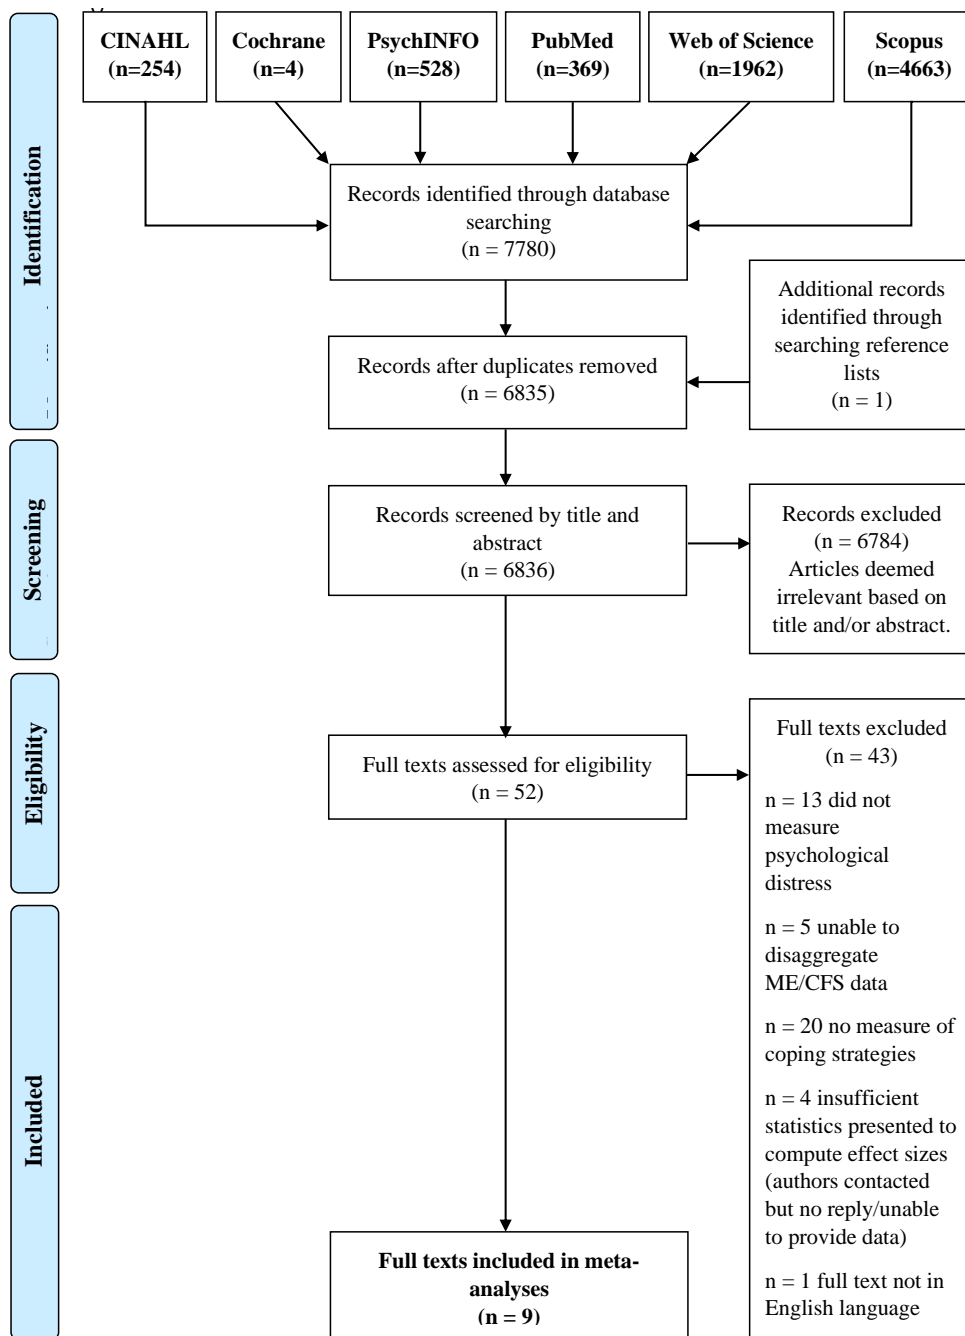 CINAHL
(n=254)
Cochrane
(n=4)
PsychINFO
(n=528)
PubMed
(n=369)
Web of Science
(n=1962)
Scopus
(n=4663)
Identification
Records identified through database
searching
(n = 7780)
Additional records
identified through
searching reference
lists
(n = 1)
Records after duplicates removed
(n = 6835)
Screening
Records screened by title and
abstract
(n = 6836)
Records excluded
(n = 6784)
Articles deemed
irrelevant based on
title and/or abstract.
Eligibility
Full texts assessed for eligibility
(n = 52)
Full texts excluded
(n = 43)
n = 13 did not
measure
psychological
distress
n = 5 unable to
disaggregate
ME/CFS data
n = 20 no measure of
coping strategies
n = 4 insufficient
statistics presented to
compute effect sizes
(authors contacted
but no reply/unable
to provide data)
n = 1 full text not in
English language
Included
Full texts included in meta-
analyses
(n = 9)